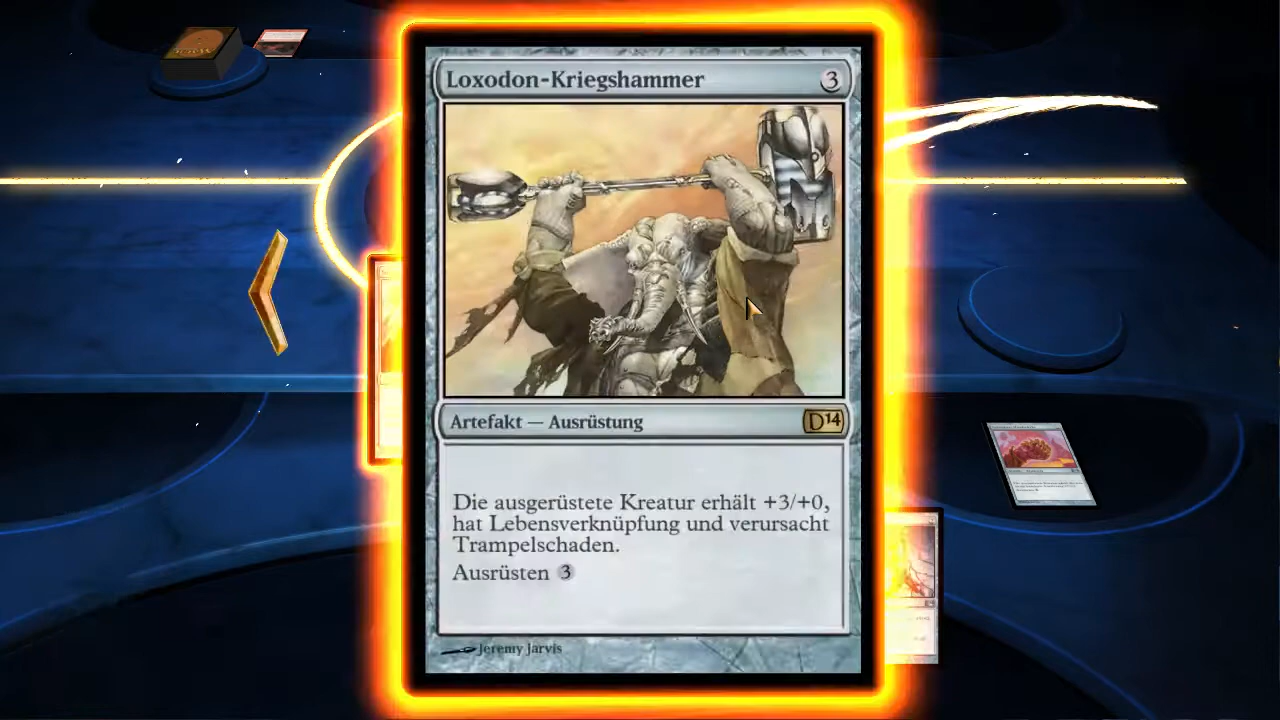 Loxodon-Kriegshammer 3
Artefakt — Ausrüstung D14
Die ausgerüstete Kreatur erhält +3/+0,
hat Lebensverknüpfung und verursacht
Trampelschaden.
Ausrüsten 3
Jeremy Jarvis